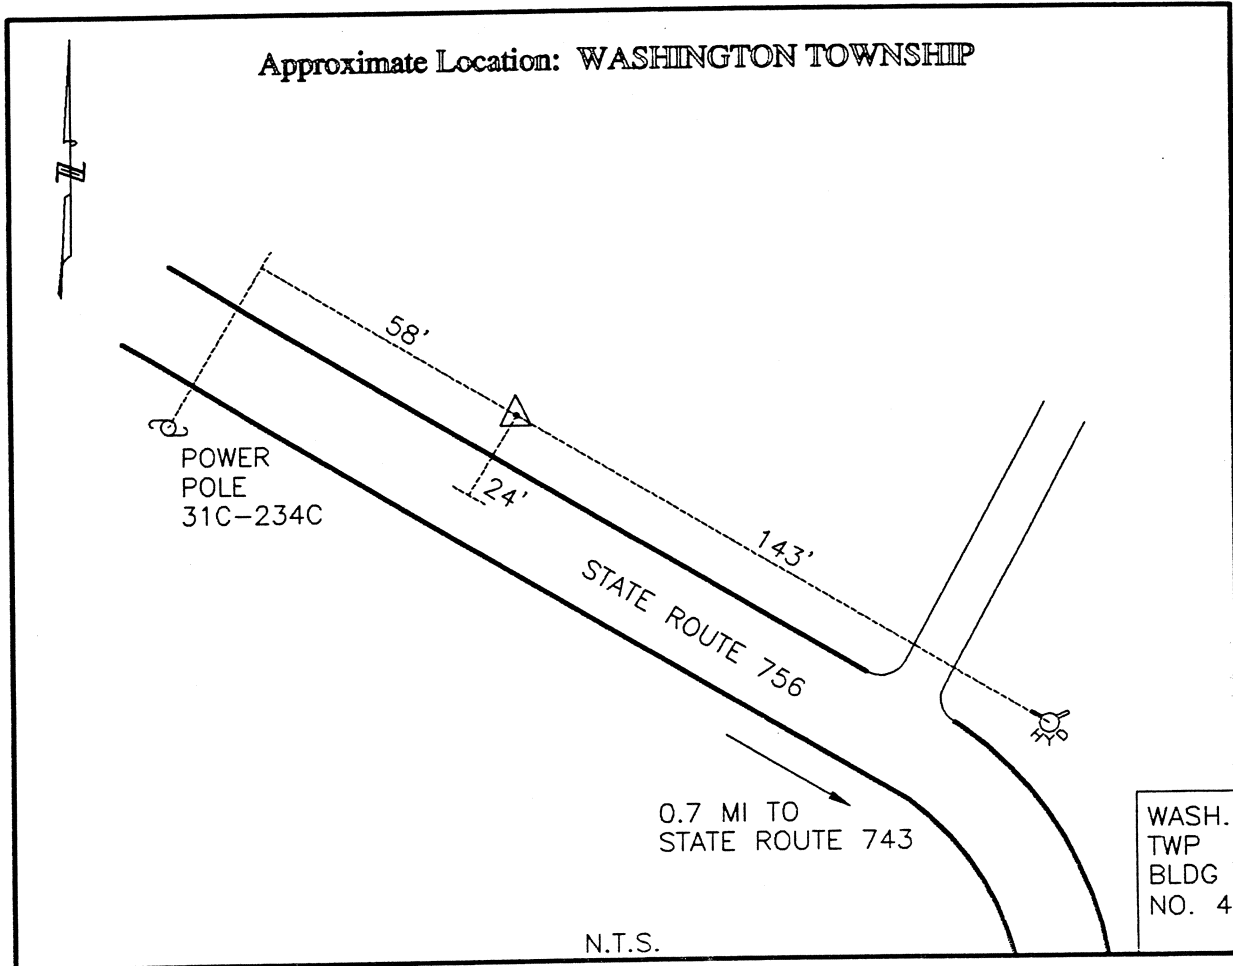 Approximate Location: WASHINGTON TOWNSHIP
N
58'
24'
143'
POWER
POLE
31C-234C
STATE ROUTE 756
HYD
0.7 MI TO
STATE ROUTE 743
WASH.
TWP
BLDG
NO. 4
N.T.S.